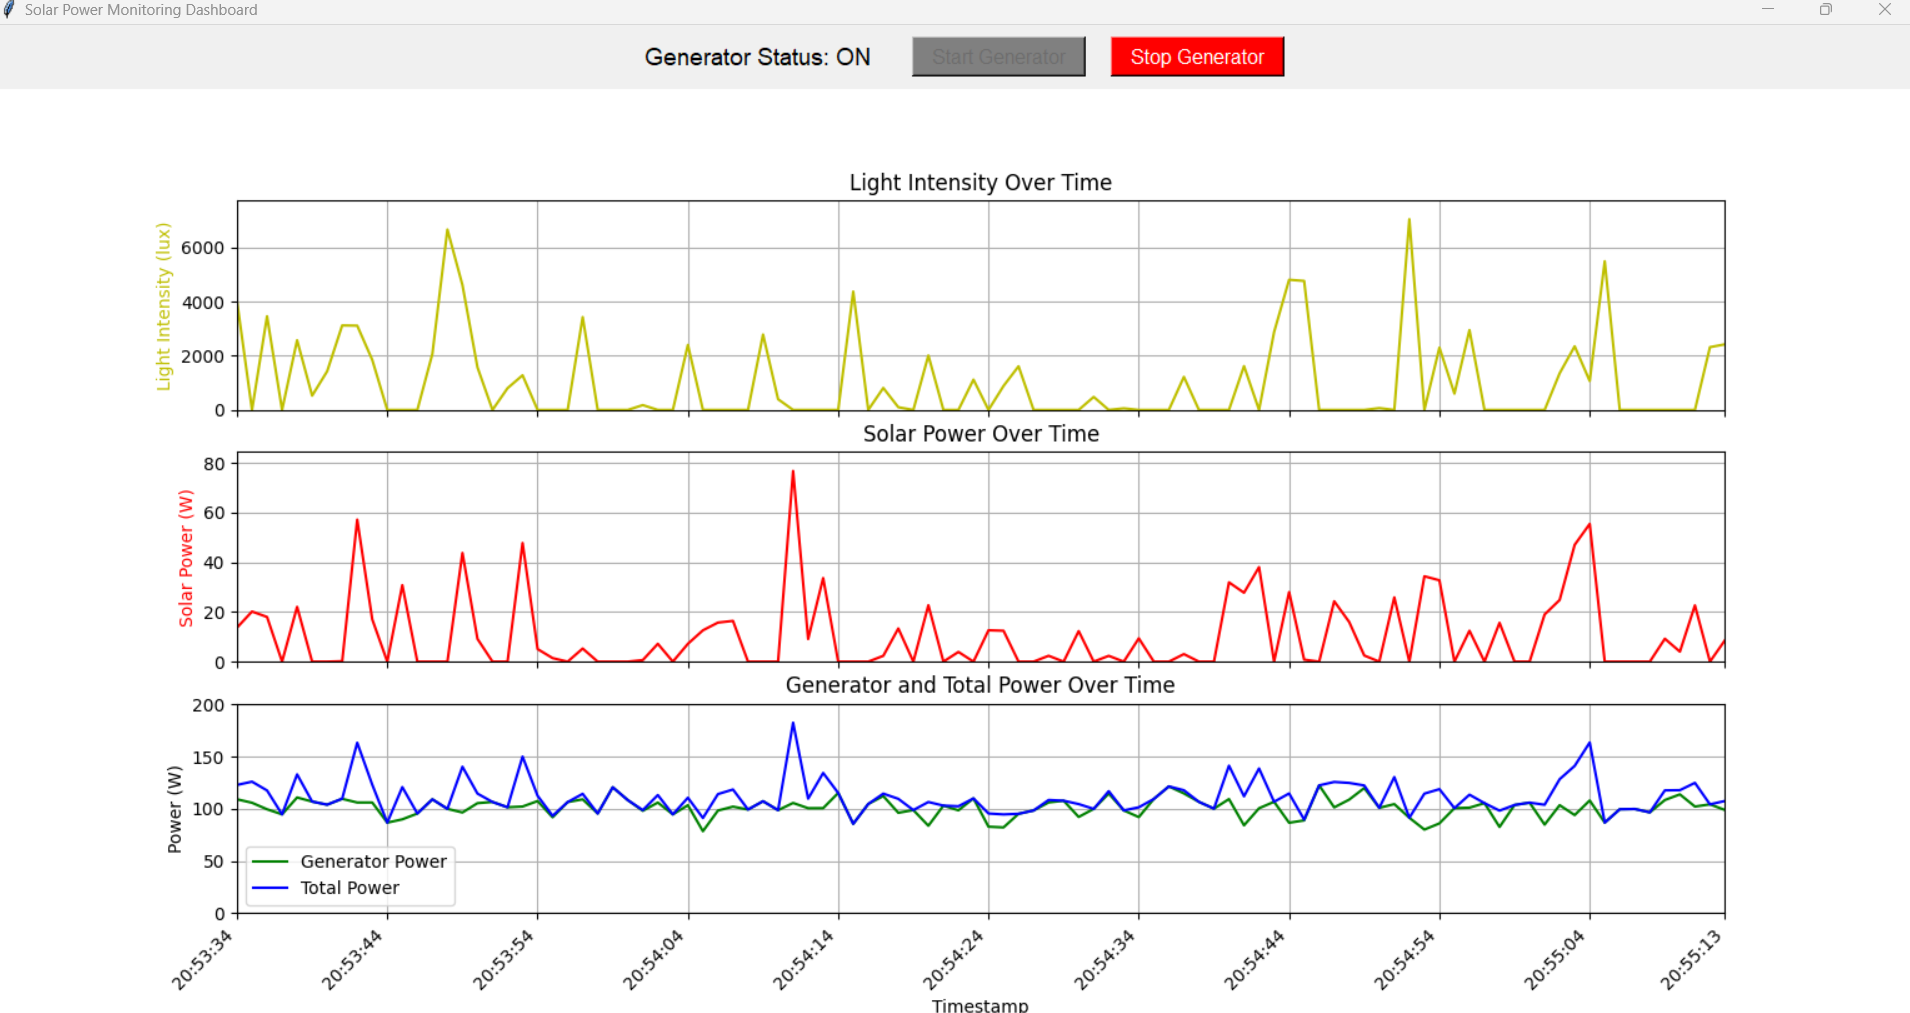 Solar Power Monitoring Dashboard
Generator Status: ON
Start Generator
Stop Generator
Light Intensity Over Time
Light Intensity (lux)
6000
4000
2000
0
Solar Power Over Time
Solar Power (W)
80
60
40
20
0
Generator and Total Power Over Time
Power (W)
200
150
100
50
0
Generator Power
Total Power
20:53:34
20:53:44
20:53:54
20:54:04
20:54:14
20:54:24
20:54:34
20:54:44
20:54:54
20:55:04
20:55:13
Timestamp